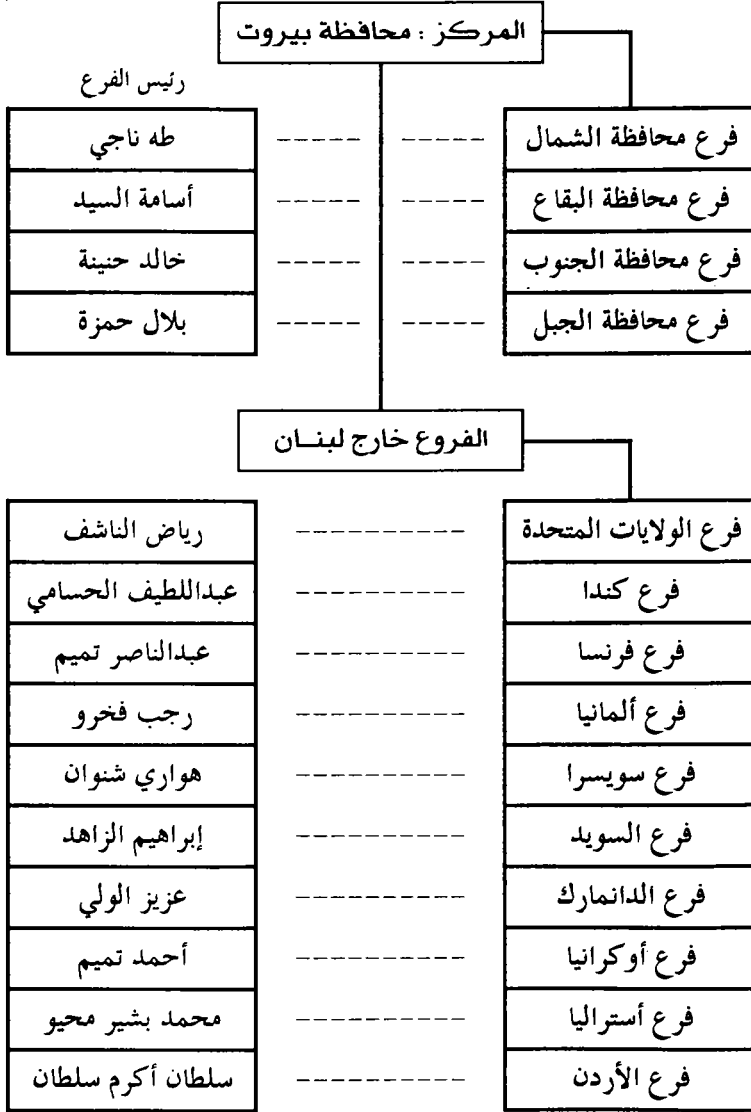 المركز : محافظة بيروت
رئيس الفرع
فرع محافظة الشمال ----- ----- طه ناجي
فرع محافظة البقاع ----- ----- أسامة السيد
فرع محافظة الجنوب ----- ----- خالد حنينة
فرع محافظة الجبل ----- ----- بلال حمزة
الفروع خارج لبنــان
فرع الولايات المتحدة ---------- رياض الناشف
فرع كندا ---------- عبداللطيف الحسامي
فرع فرنسا ---------- عبدالناصر تميم
فرع ألمانيا ---------- رجب فخرو
فرع سويسرا ---------- هواري شنوان
فرع السويد ---------- إبراهيم الزاهد
فرع الدانمارك ---------- عزيز الولي
فرع أوكرانيا ---------- أحمد تميم
فرع أستراليا ---------- محمد بشير محيو
فرع الأردن ---------- سلطان أكرم سلطان